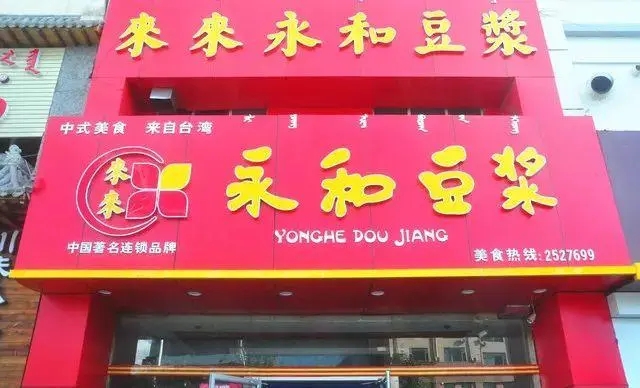 來來永和豆漿
中式美食 来自台湾
來來
永和豆漿
YONGHE DOU JIANG
中国著名连锁品牌
美食热线:2527699